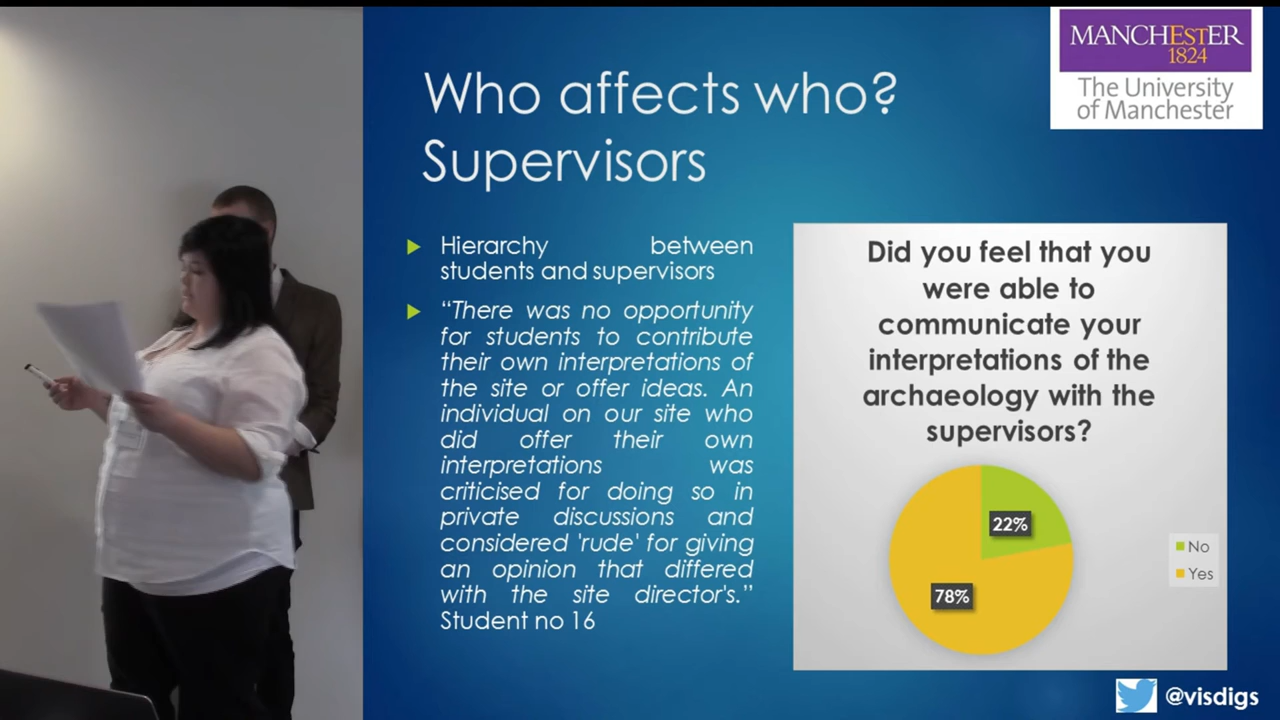 MANCHEsTER
1824
The University
of Manchester
Who affects who?
Supervisors
Hierarchy between
students and supervisors
“There was no opportunity
for students to contribute
their own interpretations of
the site or offer ideas. An
individual on our site who
did offer their own
interpretations was
criticised for doing so in
private discussions and
considered 'rude' for giving
an opinion that differed
with the site director's.”
Student no 16
Did you feel that you
were able to
communicate your
interpretations of the
archaeology with the
supervisors?
22%
78%
No
Yes
@visdigs